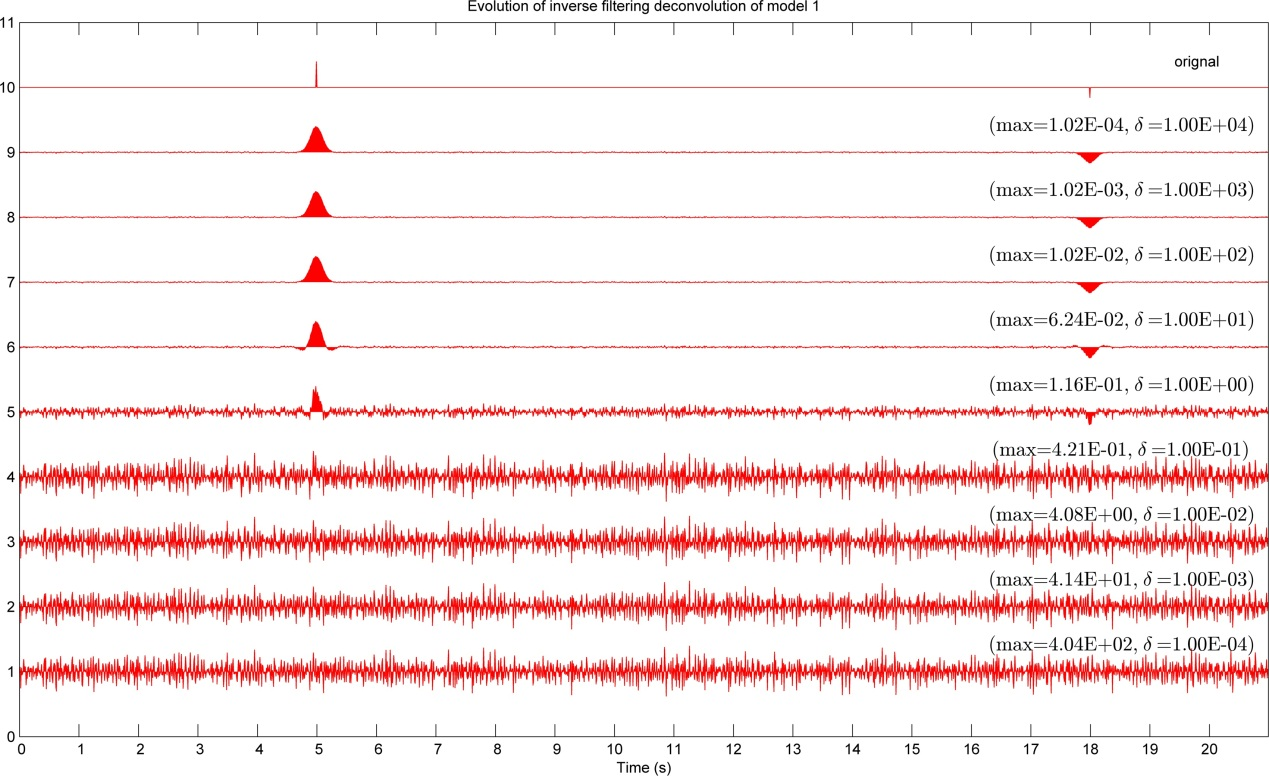 Evolution of inverse filtering deconvolution of model 1
11
orignal
10
(max=1.02E-04, δ=1.00E+04)
9
(max=1.02E-03, δ=1.00E+03)
8
(max=1.02E-02, δ=1.00E+02)
7
(max=6.24E-02, δ=1.00E+01)
6
(max=1.16E-01, δ=1.00E+00)
5
(max=4.21E-01, δ=1.00E-01)
4
(max=4.08E+00, δ=1.00E-02)
3
(max=4.14E+01, δ=1.00E-03)
2
(max=4.04E+02, δ=1.00E-04)
1
0
0 1 2 3 4 5 6 7 8 9 10 11 12 13 14 15 16 17 18 19 20
Time (s)